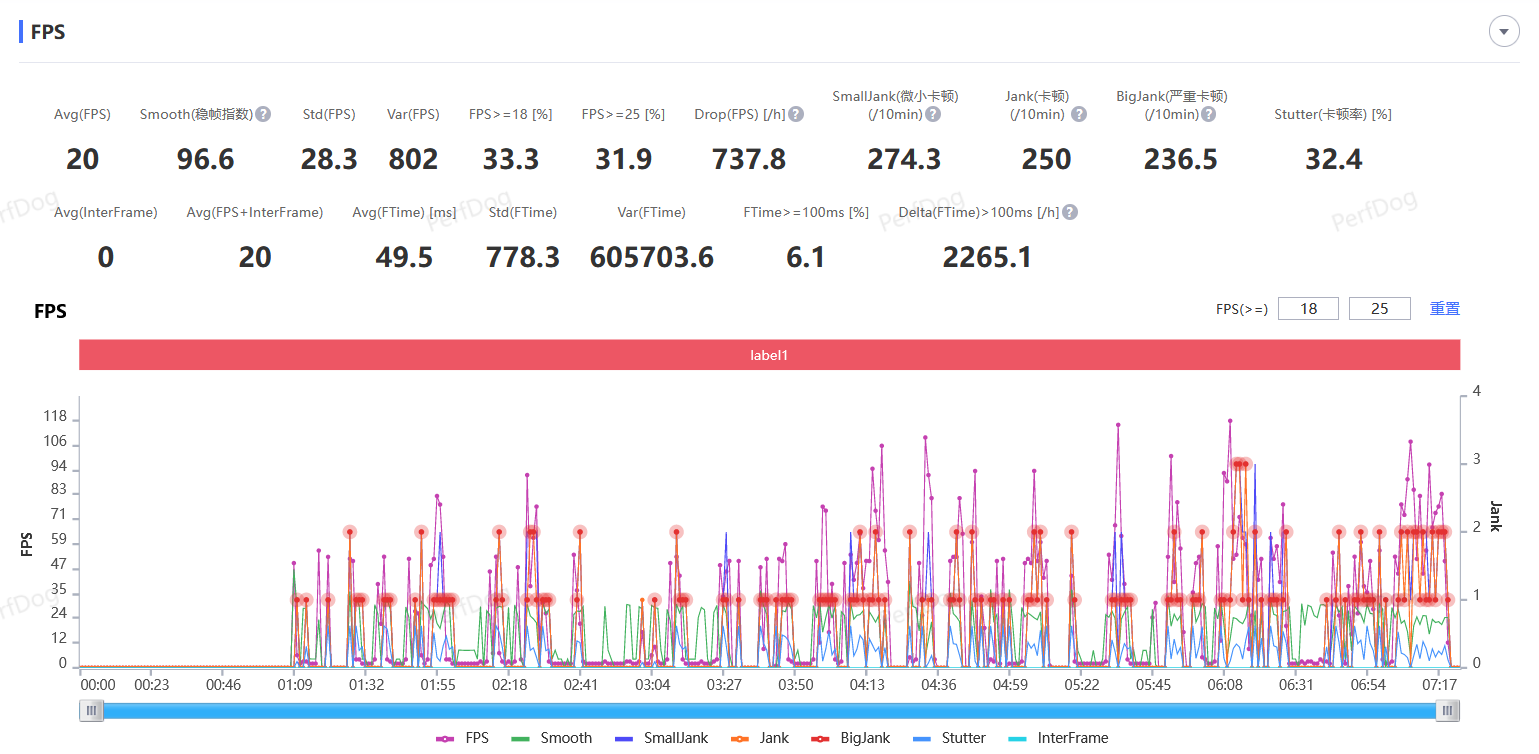 FPS
Avg(FPS) Smooth(稳帧指数) Std(FPS) Var(FPS) FPS>=18 [%] FPS>=25 [%] Drop(FPS) [/h] SmallJank(微小卡顿) (/10min) Jank(卡顿) (/10min) BigJank(严重卡顿) (/10min) Stutter(卡顿率) [%]
20 96.6 28.3 802 33.3 31.9 737.8 274.3 250 236.5 32.4
Avg(InterFrame) Avg(FPS+InterFrame) Avg(FTime) [ms] Std(FTime) Var(FTime) FTime>=100ms [%] Delta(FTime)>100ms [/h]
0 20 49.5 778.3 605703.6 6.1 2265.1
PerfDog PerfDog PerfDog
FPS FPS(>=) 18 25 重置
label1
118
106
94
83
71
59
47
35
24
12
0
FPS
4
3
2
1
0
Jank
00:00 00:23 00:46 01:09 01:32 01:55 02:18 02:41 03:04 03:27 03:50 04:13 04:36 04:59 05:22 05:45 06:08 06:31 06:54 07:17
FPS Smooth SmallJank Jank BigJank Stutter InterFrame